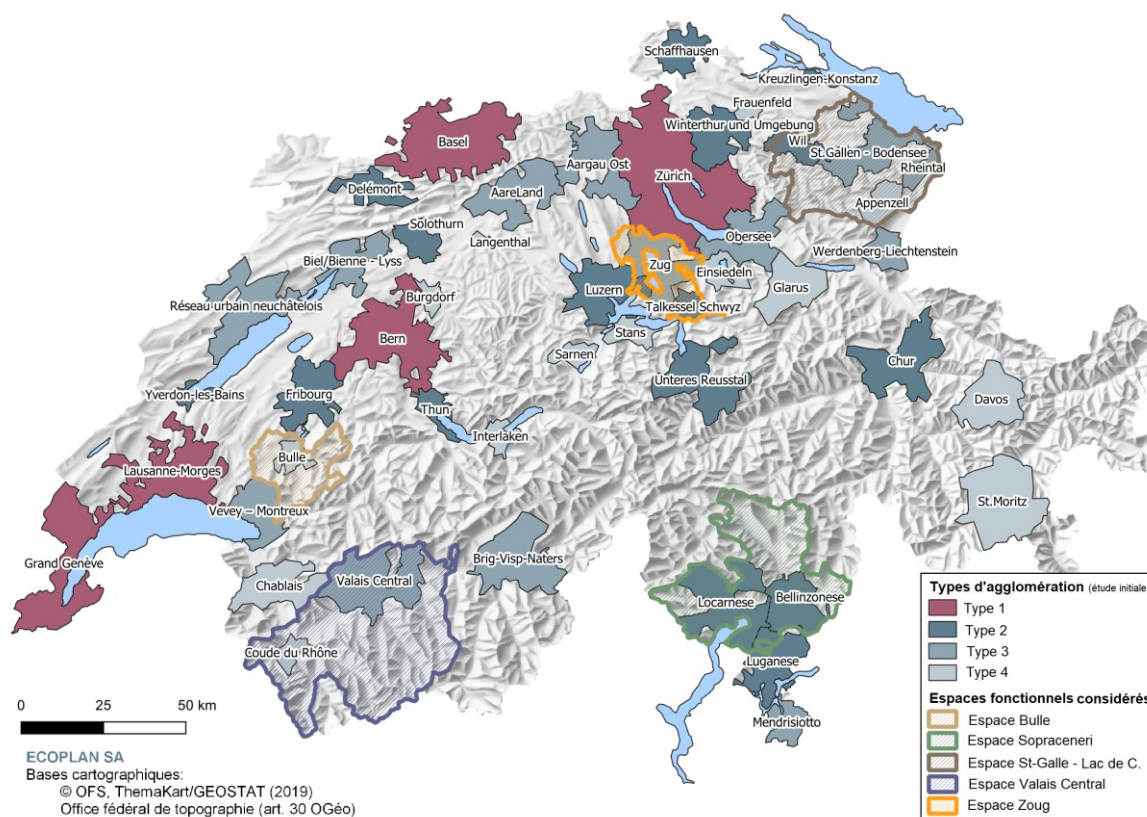 Schaffhausen
Kreuzlingen-Konstanz
Frauenfeld
Winterthur und Umgebung
Basel
Wil
St.Gallen - Bodensee
Aargau Ost
Rheintal
Zürich
Delémont
AareLand
Appenzell
Solothurn
Obersee
Langenthal
Werdenberg-Liechtenstein
Biel/Bienne - Lyss
Zug
Einsiedeln
Luzern
Glarus
Burgdorf
Réseau urbain neuchâtelois
Talkessel Schwyz
Stans
Bern
Sarnen
Chur
Unteres Reusstal
Yverdon-les-Bains
Fribourg
Davos
Thun
Interlaken
Bulle
Lausanne-Morges
St.Moritz
Vevey – Montreux
Brig-Visp-Naters
Grand Genève
Chablais
Valais Central
Locarnese
Bellinzonese
Coude du Rhône
Luganese
Mendrisiotto
0 25 50 km
ECOPLAN SA
Bases cartographiques:
© OFS, ThemaKart/GEOSTAT (2019)
Office fédéral de topographie (art. 30 OGéo)
Types d'agglomération (étude initiale
Type 1
Type 2
Type 3
Type 4
Espaces fonctionnels considérés
Espace Bulle
Espace Sopraceneri
Espace St-Galle - Lac de C.
Espace Valais Central
Espace Zoug